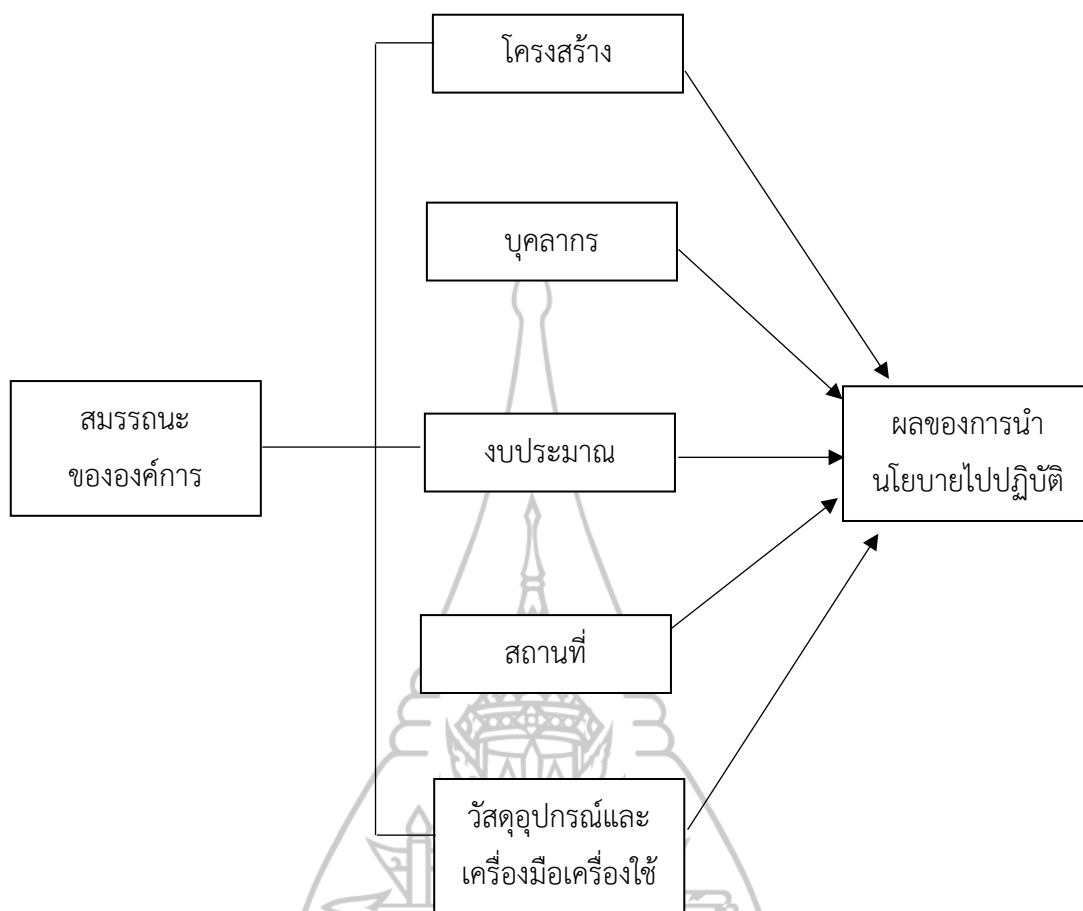 โครงสร้าง
บุคลากร
สมรรถนะ
ขององค์การ
งบประมาณ
ผลของการนำ
นโยบายไปปฏิบัติ
สถานที่
วัสดุอุปกรณ์และ
เครื่องมือเครื่องใช้